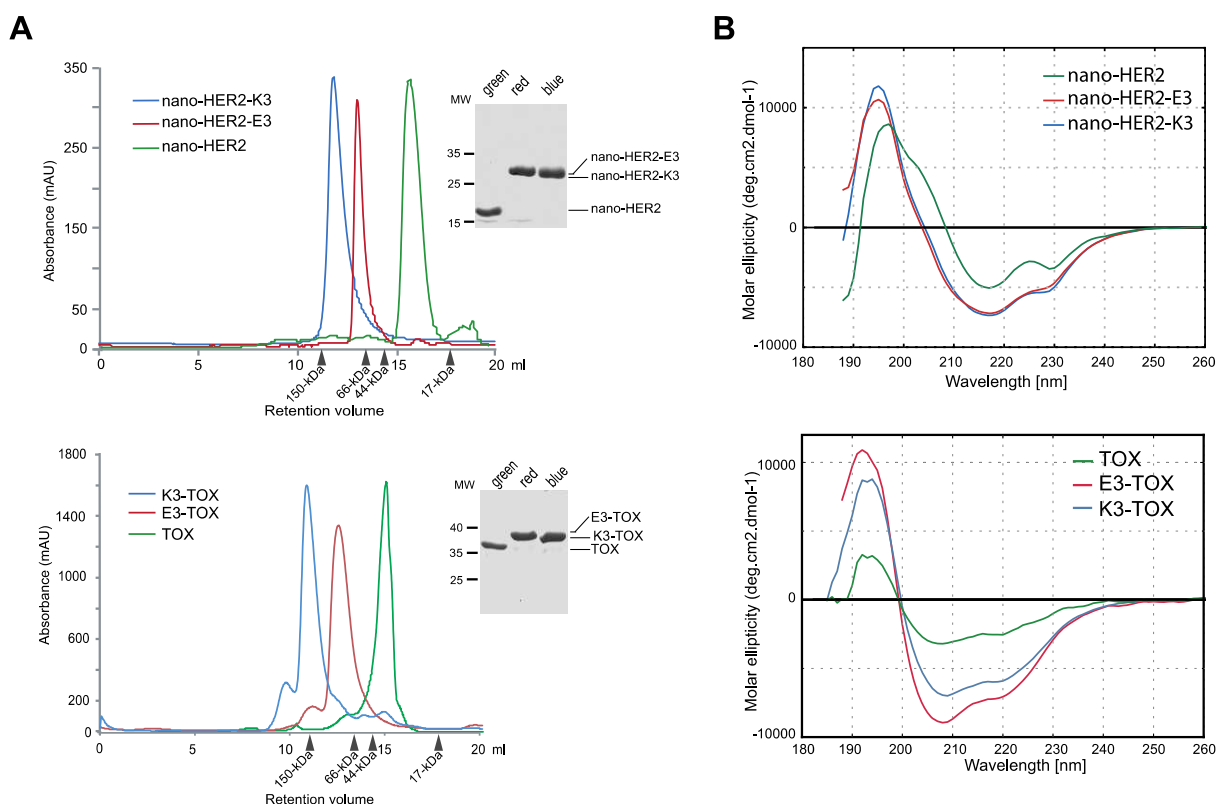 A
350
300
250
200
150
100
50
0
Absorbance (mAU)
nano-HER2-K3
nano-HER2-E3
nano-HER2
0
5
10
15
20
ml
150-kDa
66-kDa
44-kDa
17-kDa
Retention volume
green
red
blue
MW
35
25
15
nano-HER2-E3
nano-HER2-K3
nano-HER2
B
10000
0
-10000
Molar ellipticity (deg.cm2.dmol-1)
nano-HER2
nano-HER2-E3
nano-HER2-K3
180 190 200 210 220 230 240 250 260
Wavelength [nm]
1800
1400
1000
600
200
0
Absorbance (mAU)
K3-TOX
E3-TOX
TOX
0
5
10
15
20
ml
150-kDa
66-kDa
44-kDa
17-kDa
Retention volume
green
red
blue
MW
40
35
25
E3-TOX
K3-TOX
TOX
10000
0
-10000
Molar ellipticity (deg.cm2.dmol-1)
TOX
E3-TOX
K3-TOX
180 190 200 210 220 230 240 250 260
Wavelength [nm]